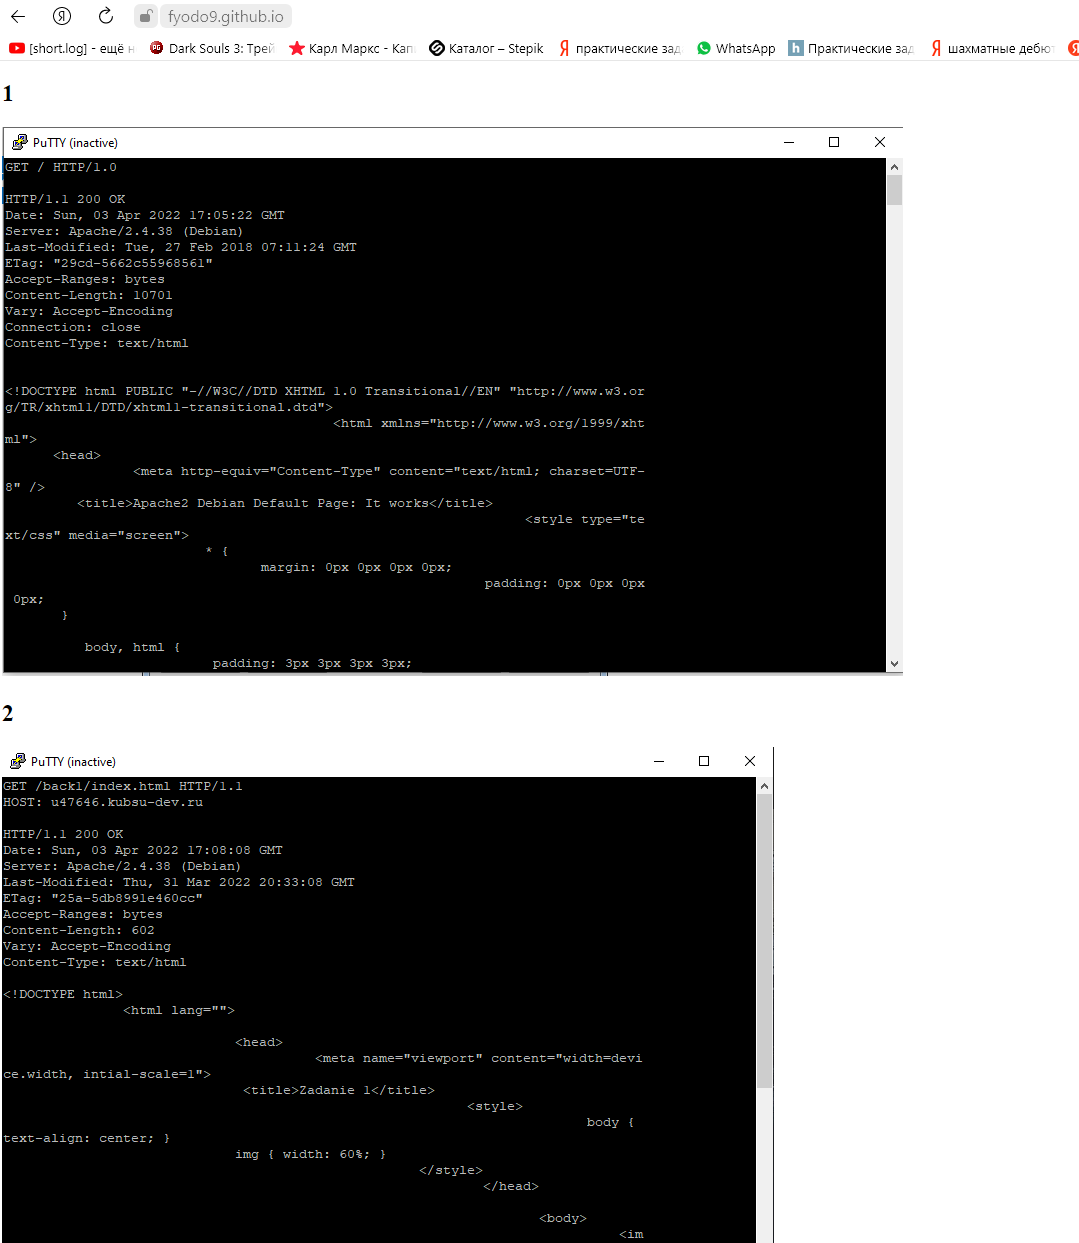 fyodo9.github.io
[short.log] - ещё н
Dark Souls 3: Трей
Карл Маркс - Кап
Каталог – Stepik
практические зад
WhatsApp
Практические зад
шахматные дебют
1
PuTTY (inactive)
GET / HTTP/1.0
HTTP/1.1 200 OK
Date: Sun, 03 Apr 2022 17:05:22 GMT
Server: Apache/2.4.38 (Debian)
Last-Modified: Tue, 27 Feb 2018 07:11:24 GMT
ETag: "29cd-5662c55968561"
Accept-Ranges: bytes
Content-Length: 10701
Vary: Accept-Encoding
Connection: close
Content-Type: text/html
<!DOCTYPE html PUBLIC "-//W3C//DTD XHTML 1.0 Transitional//EN" "http://www.w3.or
g/TR/xhtml1/DTD/xhtml1-transitional.dtd">
<html xmlns="http://www.w3.org/1999/xht
ml">
<head>
<meta http-equiv="Content-Type" content="text/html; charset=UTF-
8" />
<title>Apache2 Debian Default Page: It works</title>
<style type="te
xt/css" media="screen">
* {
margin: 0px 0px 0px 0px;
padding: 0px 0px 0px
0px;
}
body, html {
padding: 3px 3px 3px 3px;
2
PuTTY (inactive)
GET /back1/index.html HTTP/1.1
HOST: u47646.kubsu-dev.ru
HTTP/1.1 200 OK
Date: Sun, 03 Apr 2022 17:08:08 GMT
Server: Apache/2.4.38 (Debian)
Last-Modified: Thu, 31 Mar 2022 20:33:08 GMT
ETag: "25a-5db8991e460cc"
Accept-Ranges: bytes
Content-Length: 602
Vary: Accept-Encoding
Content-Type: text/html
<!DOCTYPE html>
<html lang="">
<head>
<meta name="viewport" content="width=devi
ce.width, intial-scale=1">
<title>Zadanie 1</title>
<style>
body {
text-align: center; }
img { width: 60%; }
</style>
</head>
<body>
<im